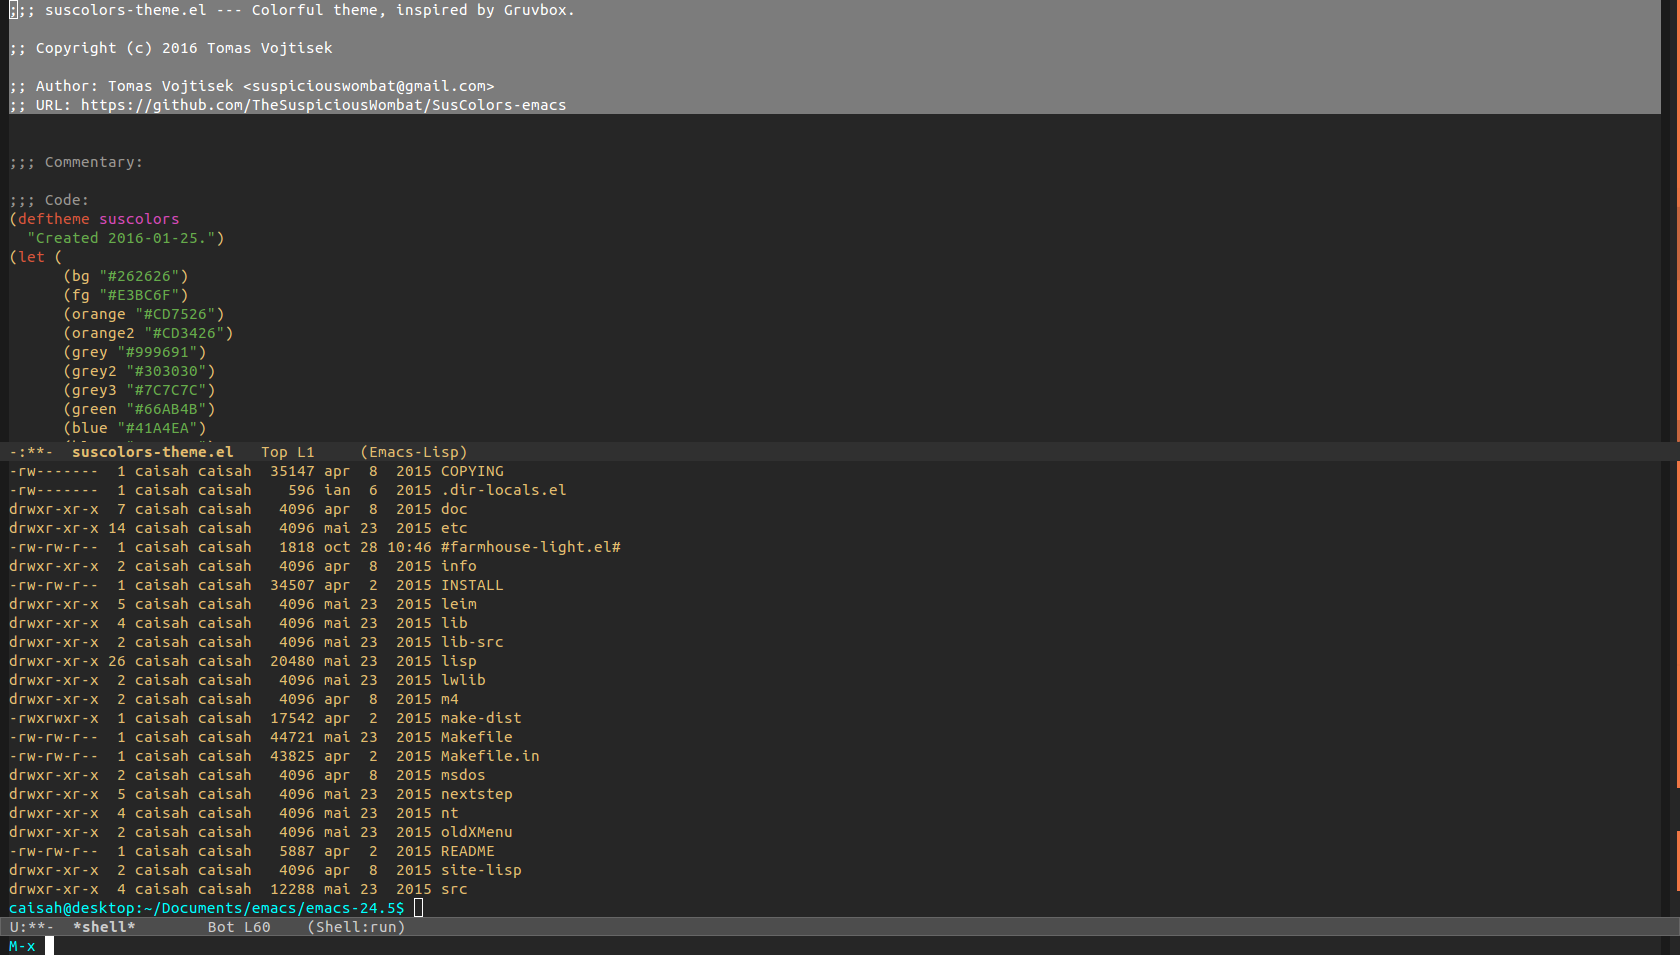 ;;; suscolors-theme.el --- Colorful theme, inspired by Gruvbox.
;; Copyright (c) 2016 Tomas Vojtisek
;; Author: Tomas Vojtisek <suspiciouswombat@gmail.com>
;; URL: https://github.com/TheSuspiciousWombat/SusColors-emacs
;;; Commentary:
;;; Code:
(deftheme suscolors
  "Created 2016-01-25.")
(let (
      (bg "#262626")
      (fg "#E3BC6F")
      (orange "#CD7526")
      (orange2 "#CD3426")
      (grey "#999691")
      (grey2 "#303030")
      (grey3 "#7C7C7C")
      (green "#66AB4B")
      (blue "#41A4EA")
-:**-  suscolors-theme.el   Top L1     (Emacs-Lisp)
-rw-------  1 caisah caisah  35147 apr  8  2015 COPYING
-rw-------  1 caisah caisah    596 ian  6  2015 .dir-locals.el
drwxr-xr-x  7 caisah caisah   4096 apr  8  2015 doc
drwxr-xr-x 14 caisah caisah   4096 mai 23  2015 etc
-rw-rw-r--  1 caisah caisah   1818 oct 28 10:46 #farmhouse-light.el#
drwxr-xr-x  2 caisah caisah   4096 apr  8  2015 info
-rw-rw-r--  1 caisah caisah  34507 apr  2  2015 INSTALL
drwxr-xr-x  5 caisah caisah   4096 mai 23  2015 leim
drwxr-xr-x  4 caisah caisah   4096 mai 23  2015 lib
drwxr-xr-x  2 caisah caisah   4096 mai 23  2015 lib-src
drwxr-xr-x 26 caisah caisah  20480 mai 23  2015 lisp
drwxr-xr-x  2 caisah caisah   4096 mai 23  2015 lwlib
drwxr-xr-x  2 caisah caisah   4096 apr  8  2015 m4
-rwxrwxr-x  1 caisah caisah  17542 apr  2  2015 make-dist
-rw-rw-r--  1 caisah caisah  44721 mai 23  2015 Makefile
-rw-rw-r--  1 caisah caisah  43825 apr  2  2015 Makefile.in
drwxr-xr-x  2 caisah caisah   4096 apr  8  2015 msdos
drwxr-xr-x  5 caisah caisah   4096 mai 23  2015 nextstep
drwxr-xr-x  4 caisah caisah   4096 mai 23  2015 nt
drwxr-xr-x  2 caisah caisah   4096 mai 23  2015 oldXMenu
-rw-rw-r--  1 caisah caisah   5887 apr  2  2015 README
drwxr-xr-x  2 caisah caisah   4096 apr  8  2015 site-lisp
drwxr-xr-x  4 caisah caisah  12288 mai 23  2015 src
caisah@desktop:~/Documents/emacs/emacs-24.5$
U:**-  *shell*        Bot L60    (Shell:run)
M-x